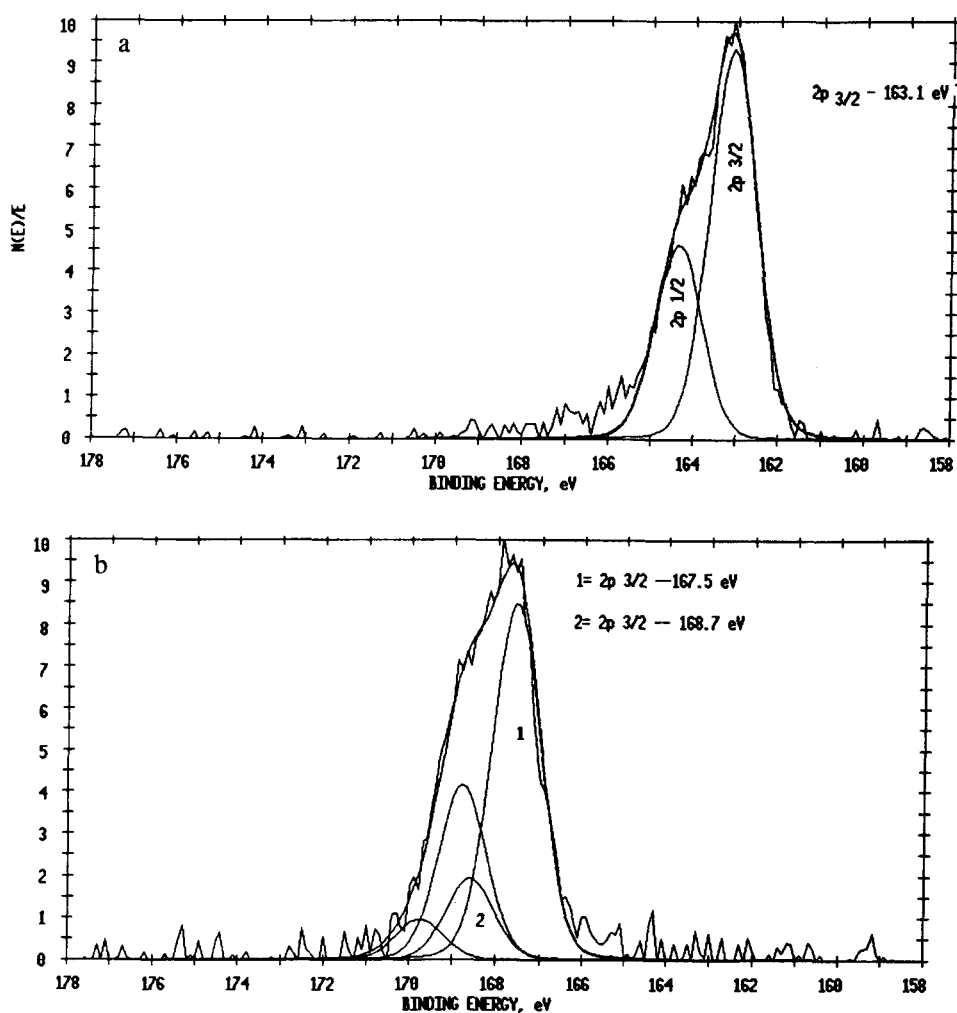 a
10
9
8
7
6
5
4
3
2
1
0
N(E)/E
2p 3/2 - 163.1 eV
2p 3/2
2p 1/2
178 176 174 172 170 168 166 164 162 160 158
BINDING ENERGY, eV
b
10
9
8
7
6
5
4
3
2
1
0
1= 2p 3/2 —167.5 eV
2= 2p 3/2 -- 168.7 eV
1
2
178 176 174 172 170 168 166 164 162 160 158
BINDING ENERGY, eV